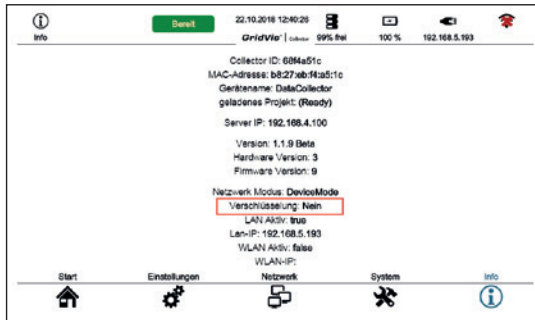 Info
Bereit
22.10.2018 12:40:26
GridVis® | Collector
99% frei
100 %
192.168.5.193
Collector ID: 68f4a51c
MAC-Adresse: b8:27:eb:f4:a5:1c
Gerätename: DataCollector
geladenes Projekt: (Ready)
Server IP: 192.168.4.100
Version: 1.1.9 Beta
Hardware Version: 3
Firmware Version: 9
Netzwerk Modus: DeviceMode
Verschlüsselung: Nein
LAN Aktiv: true
Lan-IP: 192.168.5.193
WLAN Aktiv: false
WLAN-IP:
Start
Einstellungen
Netzwerk
System
Info